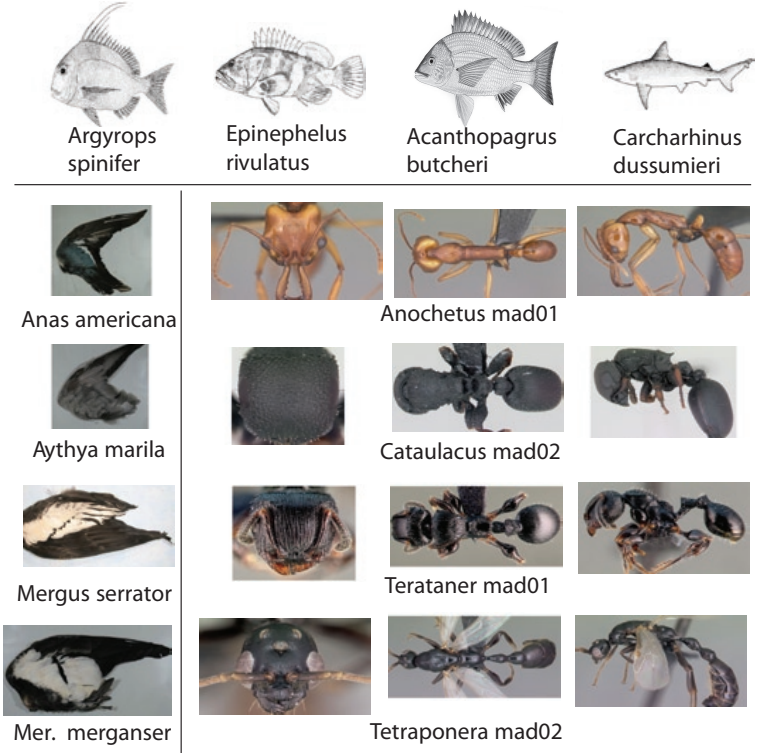 Argyrops
spinifer
Epinephelus
rivulatus
Acanthopagrus
butcheri
Carcharhinus
dussumieri
Anas americana
Anochetus mad01
Aythya marila
Cataulacus mad02
Mergus serrator
Terataner mad01
Mer. merganser
Tetraponera mad02